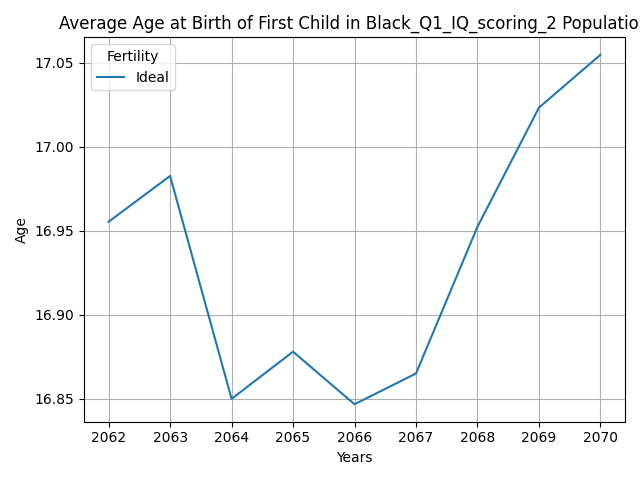 Average Age at Birth of First Child in Black_Q1_IQ_scoring_2 Populatio
Fertility
Ideal
17.05
17.00
16.95
16.90
16.85
Age
2062 2063 2064 2065 2066 2067 2068 2069 2070
Years